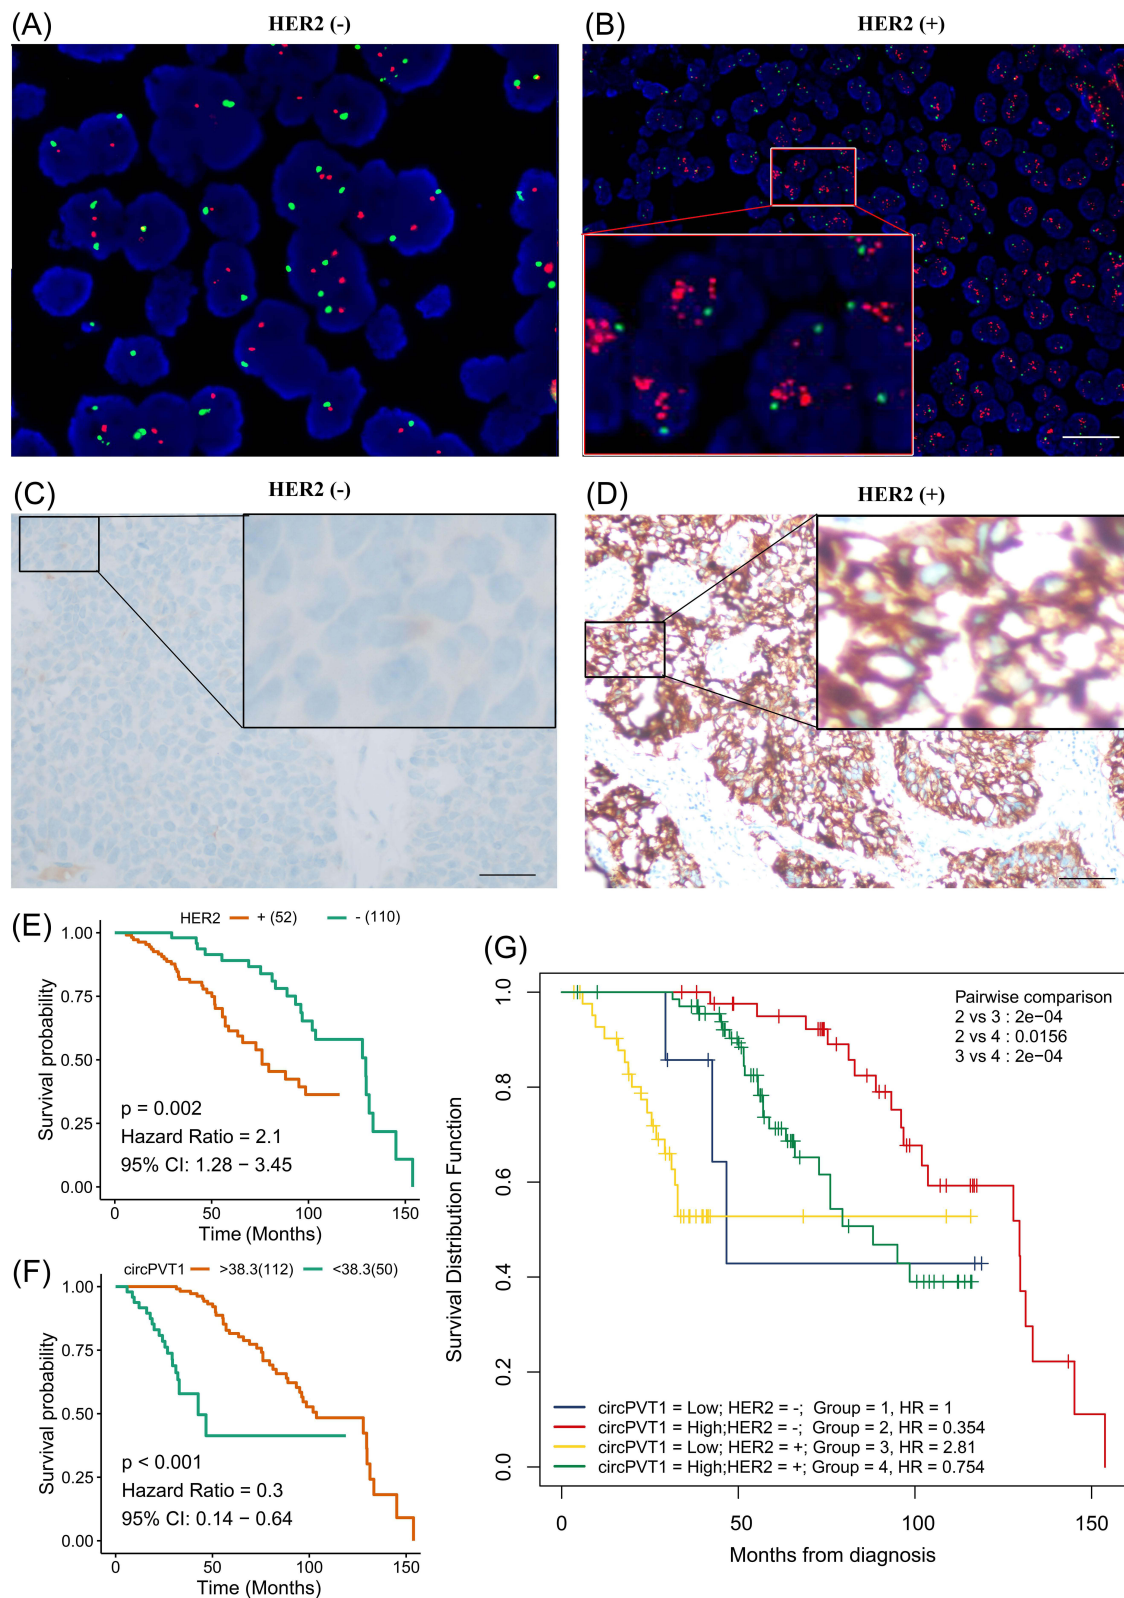 (A)
HER2 (-)
(B)
HER2 (+)
(C)
HER2 (-)
(D)
HER2 (+)
(E)
HER2 + (52) - (110)
Survival probability
1.00
0.75
0.50
0.25
0.00
p = 0.002
Hazard Ratio = 2.1
95% CI: 1.28 − 3.45
0 50 100 150
Time (Months)
(F)
circPVT1 >38.3(112) <38.3(50)
Survival probability
1.00
0.75
0.50
0.25
0.00
p < 0.001
Hazard Ratio = 0.3
95% CI: 0.14 − 0.64
0 50 100 150
Time (Months)
(G)
Survival Distribution Function
1.0
0.8
0.6
0.4
0.2
0.0
Pairwise comparison
2 vs 3 : 2e−04
2 vs 4 : 0.0156
3 vs 4 : 2e−04
circPVT1 = Low; HER2 = -; Group = 1, HR = 1
circPVT1 = High;HER2 = -; Group = 2, HR = 0.354
circPVT1 = Low; HER2 = +; Group = 3, HR = 2.81
circPVT1 = High;HER2 = +; Group = 4, HR = 0.754
0 50 100 150
Months from diagnosis